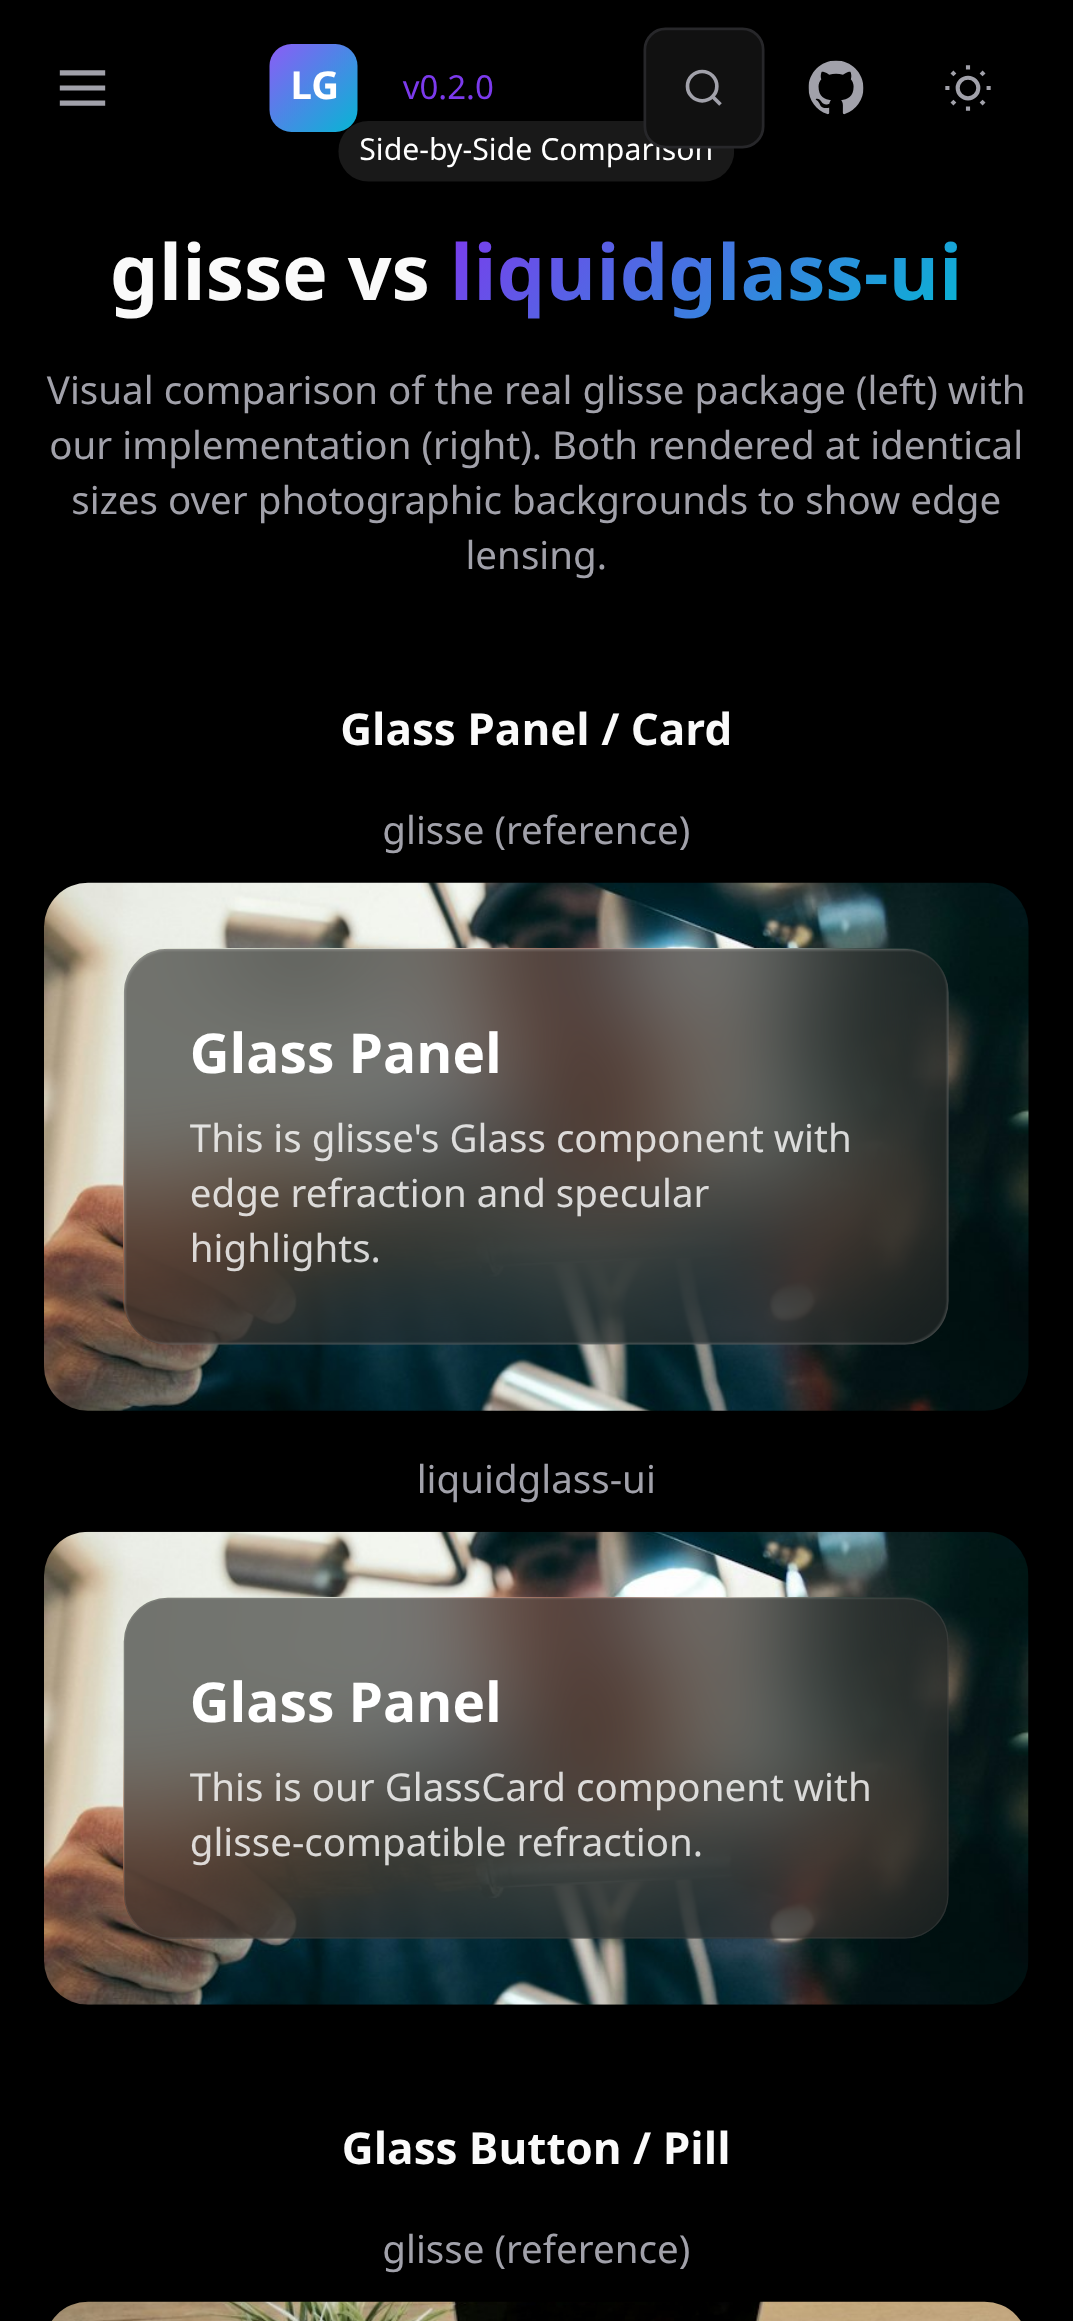 LG v0.2.0
Side-by-Side Comparison
glisse vs liquidglass-ui
Visual comparison of the real glisse package (left) with
our implementation (right). Both rendered at identical
sizes over photographic backgrounds to show edge
lensing.
Glass Panel / Card
glisse (reference)
Glass Panel
This is glisse's Glass component with
edge refraction and specular
highlights.
liquidglass-ui
Glass Panel
This is our GlassCard component with
glisse-compatible refraction.
Glass Button / Pill
glisse (reference)